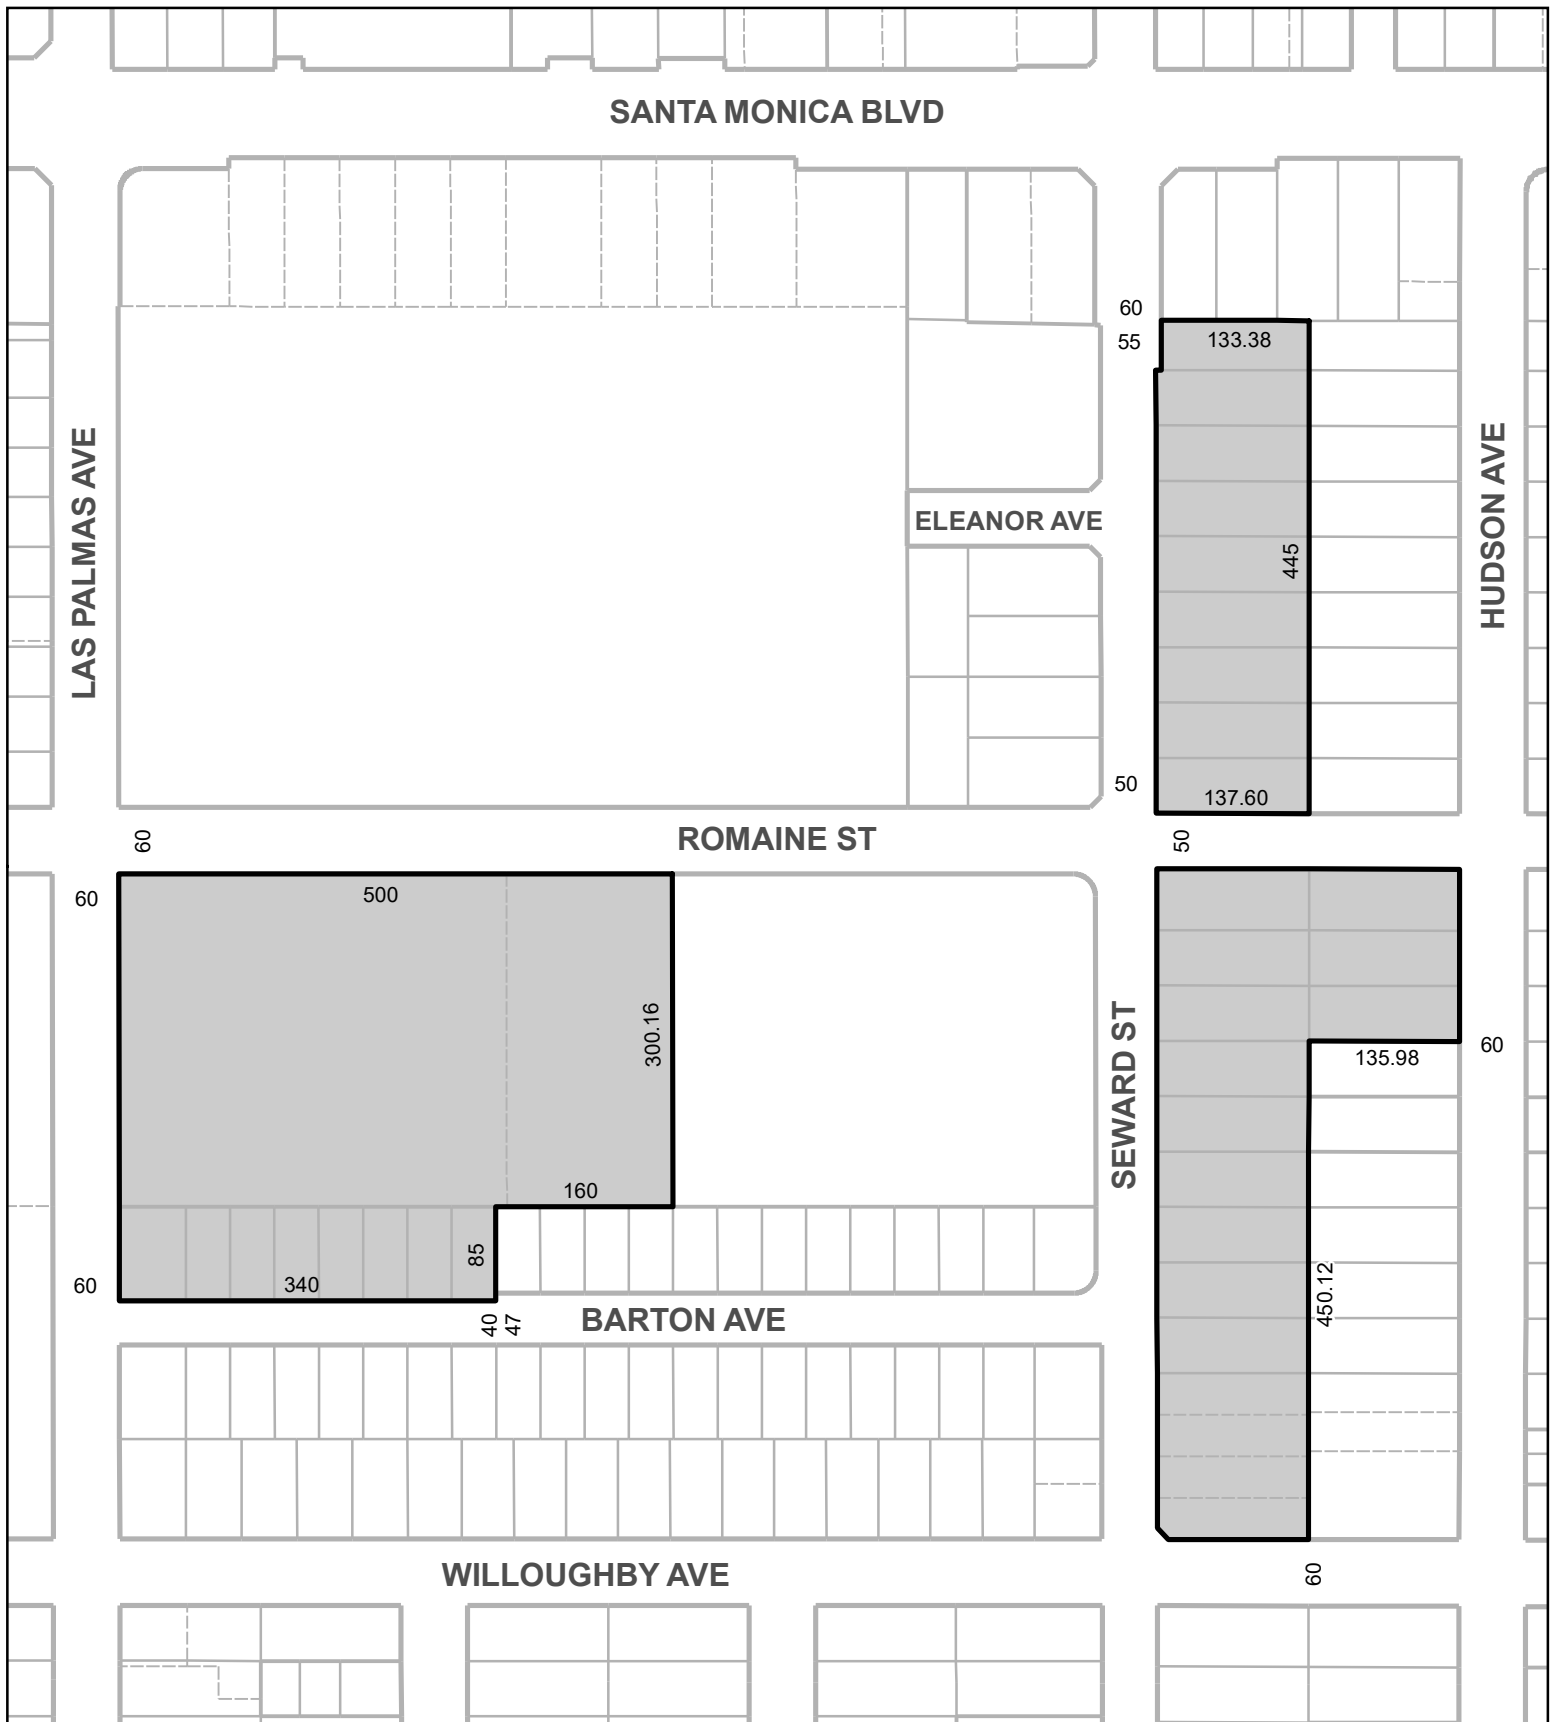 SANTA MONICA BLVD
60
55
133.38
LAS PALMAS AVE
ELEANOR AVE
HUDSON AVE
445
50
137.60
60
ROMAINE ST
50
60
500
300.16
SEWARD ST
60
135.98
160
85
60
340
450.12
40
47
BARTON AVE
WILLOUGHBY AVE
60